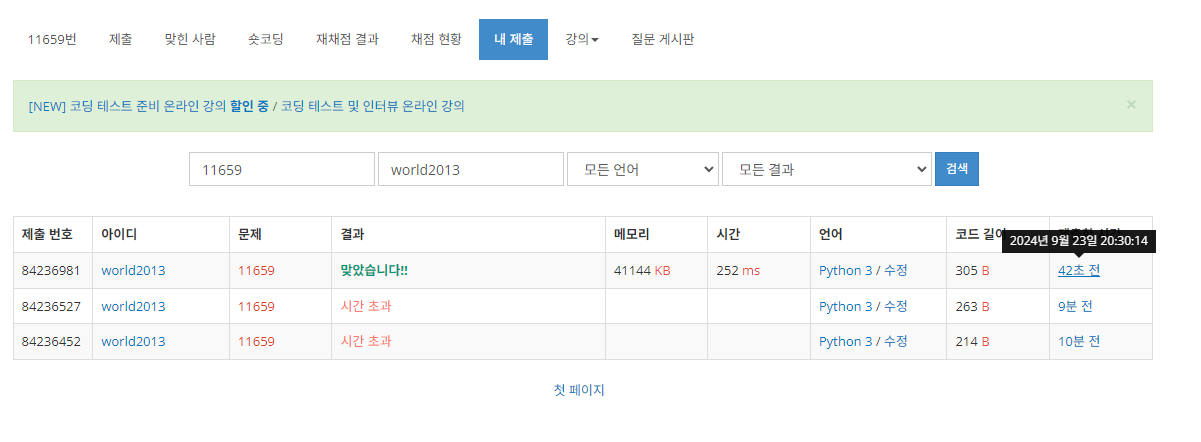 11659번 제출 맞힌 사람 숏코딩 재채점 결과 채점 현황 내 제출 강의 질문 게시판
[NEW] 코딩 테스트 준비 온라인 강의 할인 중 / 코딩 테스트 및 인터뷰 온라인 강의 ×
11659 world2013 모든 언어 모든 결과 검색
제출 번호 아이디 문제 결과 메모리 시간 언어 코드 길이
2024년 9월 23일 20:30:14
84236981 world2013 11659 맞았습니다!! 41144 KB 252 ms Python 3 / 수정 305 B 42초 전
84236527 world2013 11659 시간 초과 Python 3 / 수정 263 B 9분 전
84236452 world2013 11659 시간 초과 Python 3 / 수정 214 B 10분 전
첫 페이지